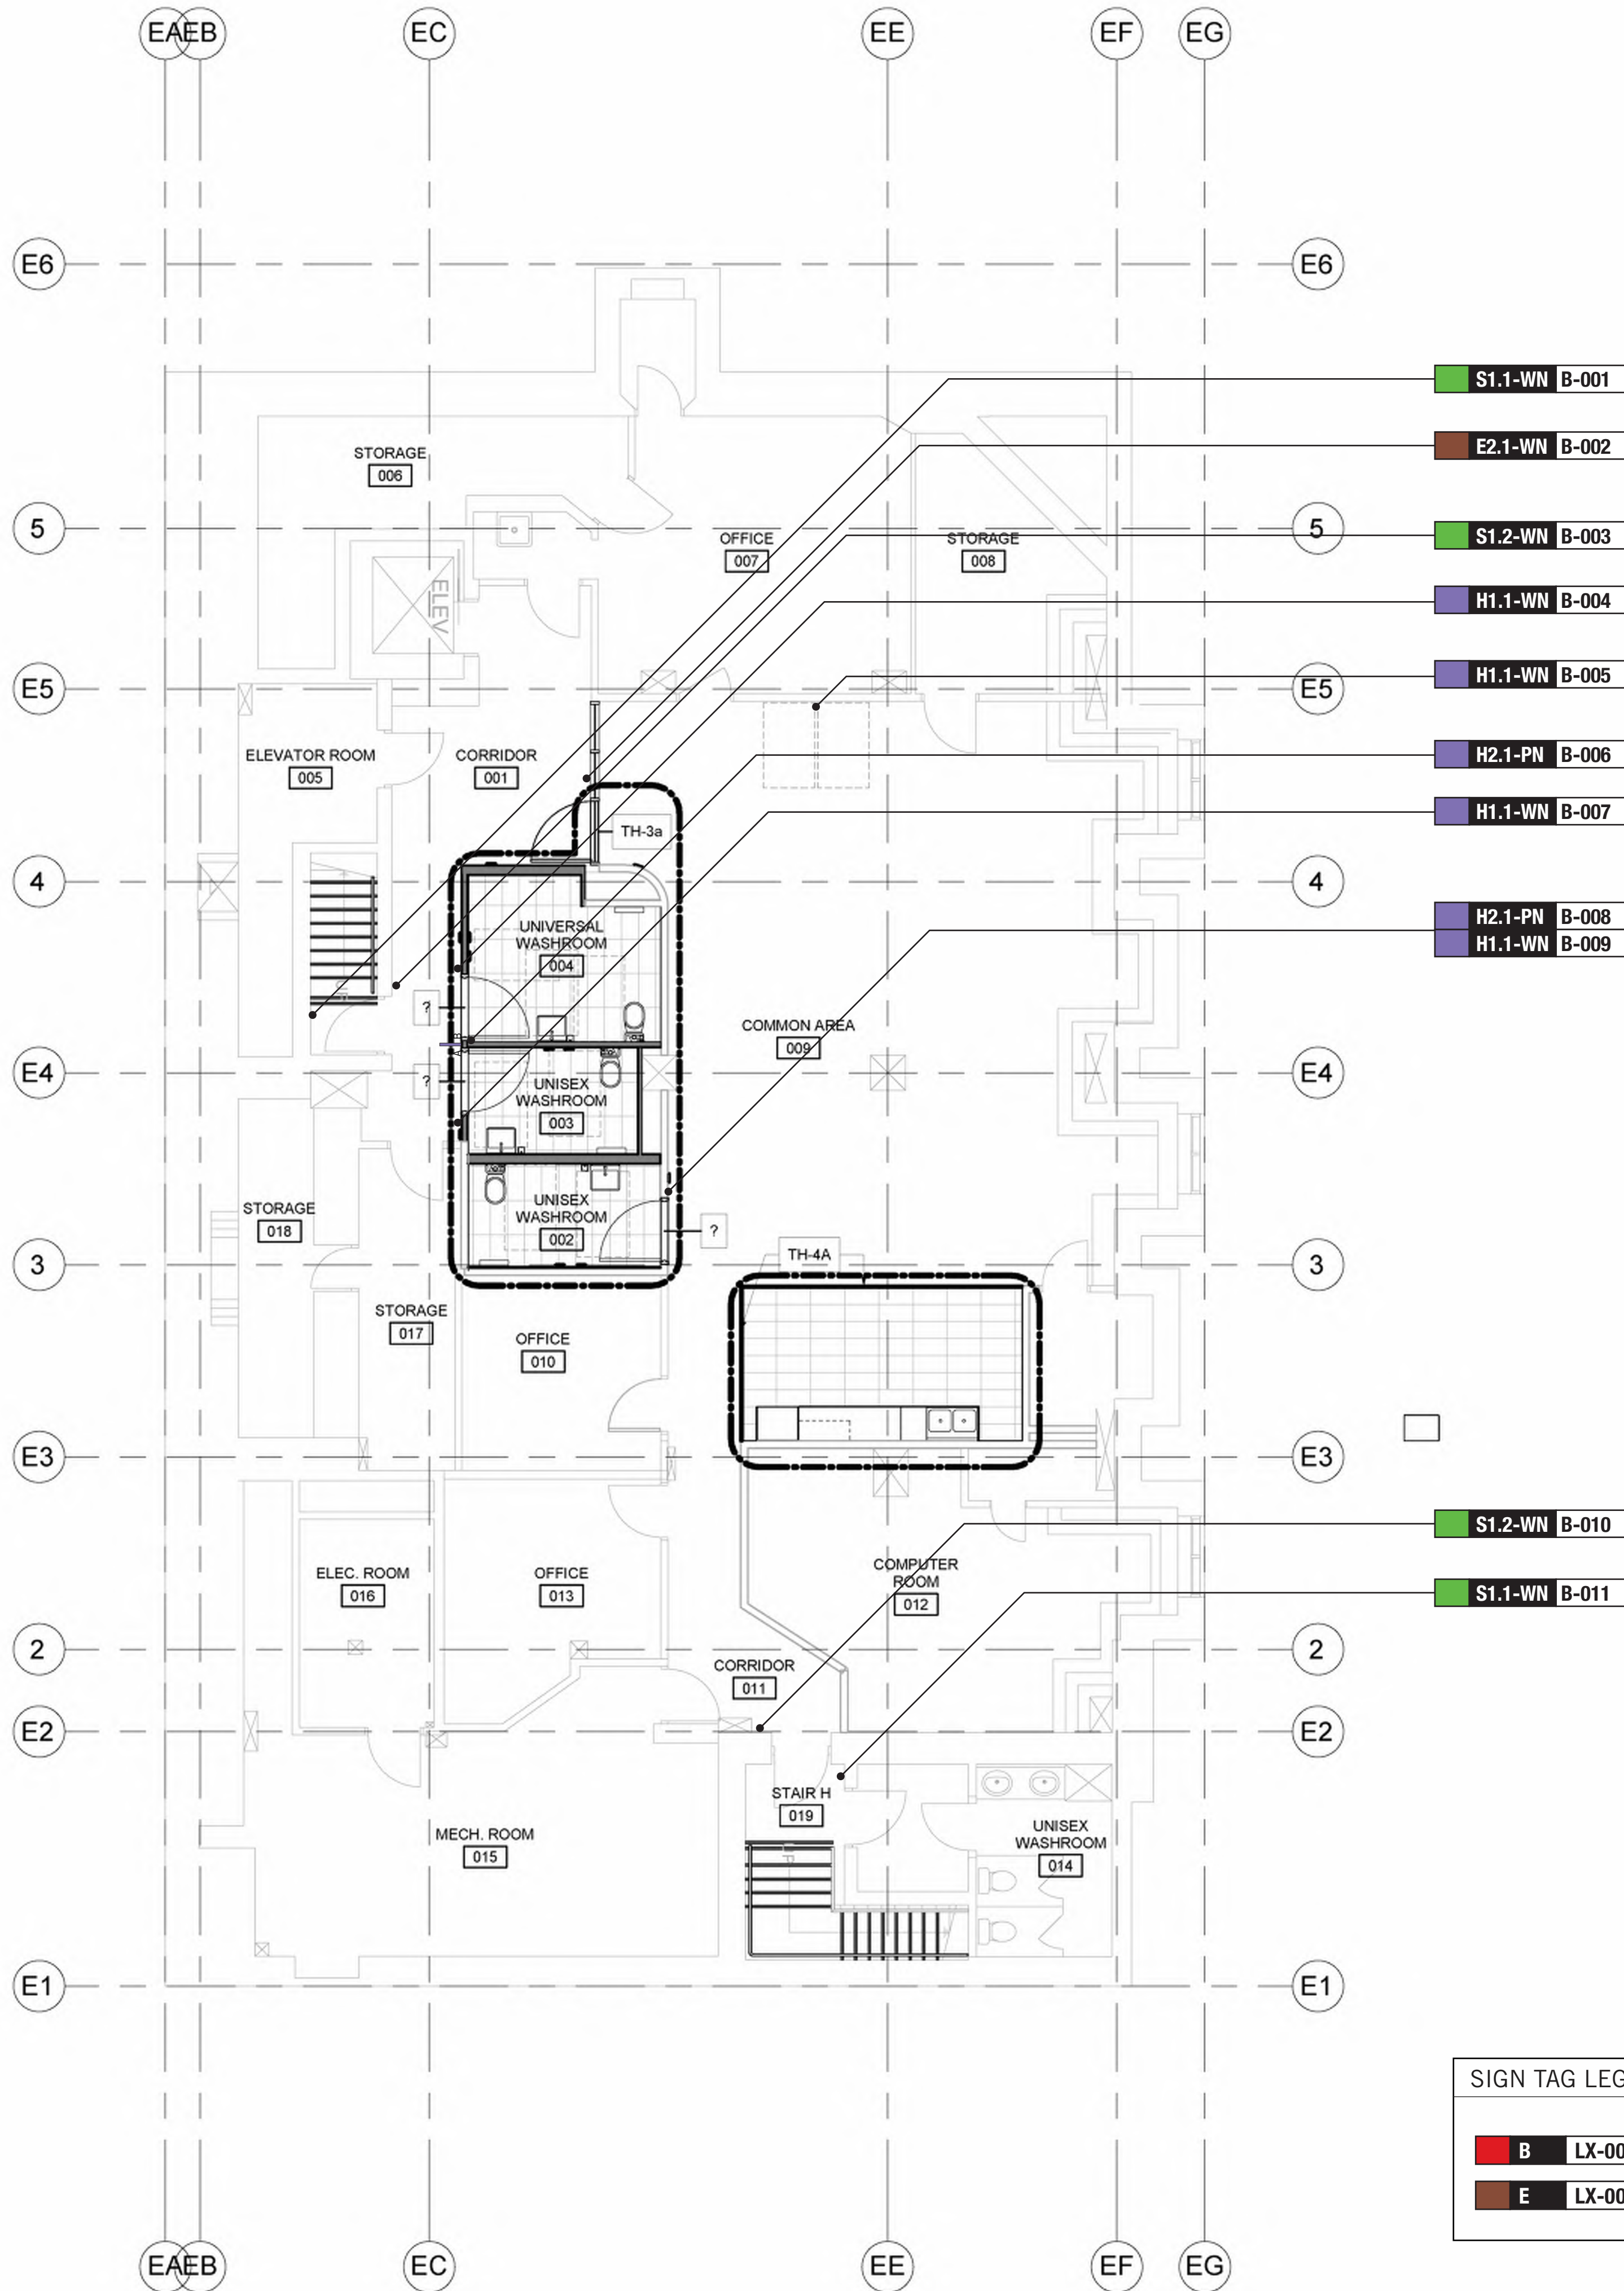 EA EB EC EE EF EG
E6 E6
S1.1-WN B-001
E2.1-WN B-002
STORAGE
006
5 5
S1.2-WN B-003
OFFICE
007
STORAGE
008
ELEV
H1.1-WN B-004
E5 E5
H1.1-WN B-005
ELEVATOR ROOM
005
CORRIDOR
001
H2.1-PN B-006
H1.1-WN B-007
TH-3a
4 4
UNIVERSAL
WASHROOM
004
H2.1-PN B-008
H1.1-WN B-009
?
COMMON AREA
009
E4 E4
?
UNISEX
WASHROOM
003
STORAGE
018
UNISEX
WASHROOM
002
?
3 3
TH-4A
STORAGE
017
OFFICE
010
E3 E3
S1.2-WN B-010
ELEC. ROOM
016
OFFICE
013
COMPUTER
ROOM
012
S1.1-WN B-011
2 2
CORRIDOR
011
E2 E2
STAIR H
019
MECH. ROOM
015
UNISEX
WASHROOM
014
E1 E1
SIGN TAG LEG
B LX-00
E LX-00
EA EB EC EE EF EG